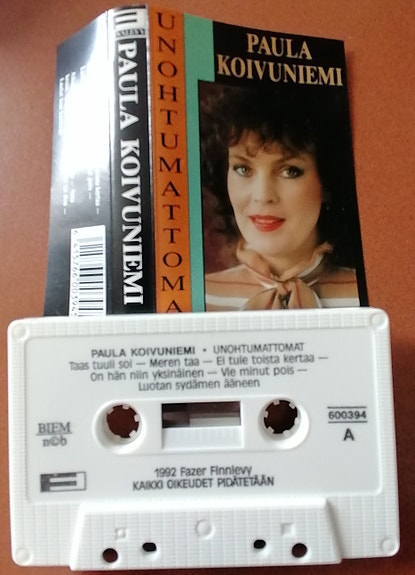 PAULA
KOIVUNIEMI
UNOHTUMATTOMA
PAULA KOIVUNIEMI
PAULA KOIVUNIEMI • UNOHTUMATTOMAT
Taas tuuli soi — Meren taa — Ei tule toista kertaa —
On hän niin yksinäinen — Vie minut pois —
Luotan sydämen ääneen
BIEM
n©b
600394
A
1992 Fazer Finnlevy
KAIKKI OIKEUDET PIDÄTETÄÄN